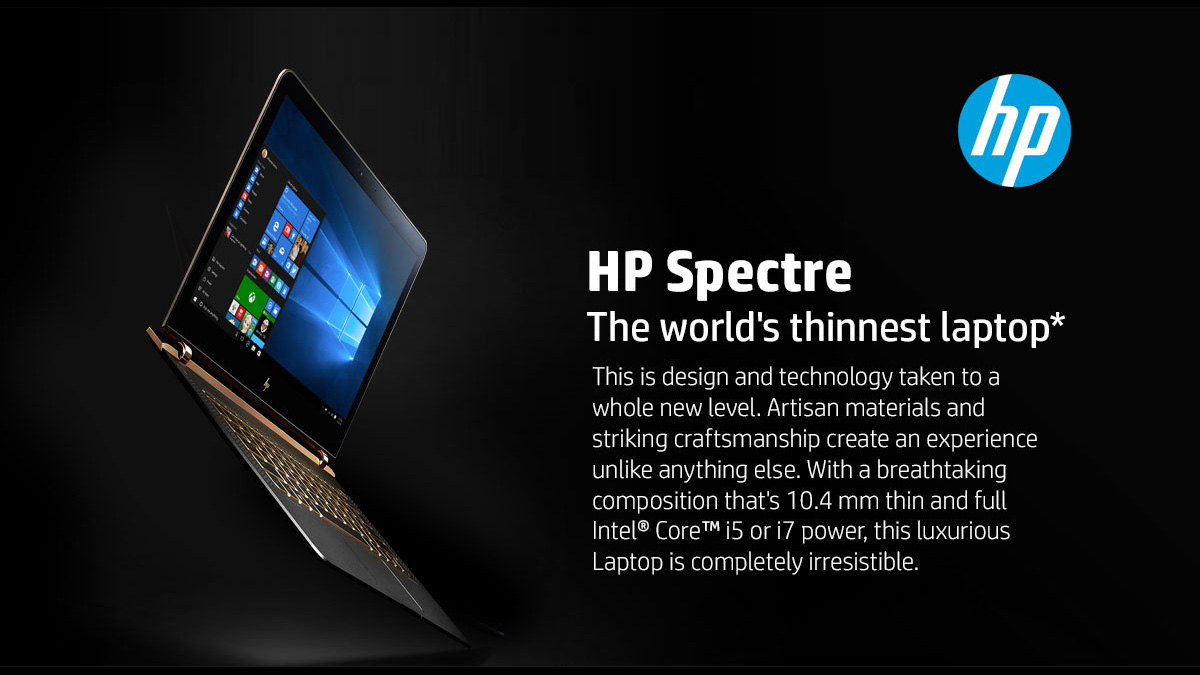 hp
HP Spectre
The world's thinnest laptop*
This is design and technology taken to a
whole new level. Artisan materials and
striking craftsmanship create an experience
unlike anything else. With a breathtaking
composition that's 10.4 mm thin and full
Intel® Core™ i5 or i7 power, this luxurious
Laptop is completely irresistible.